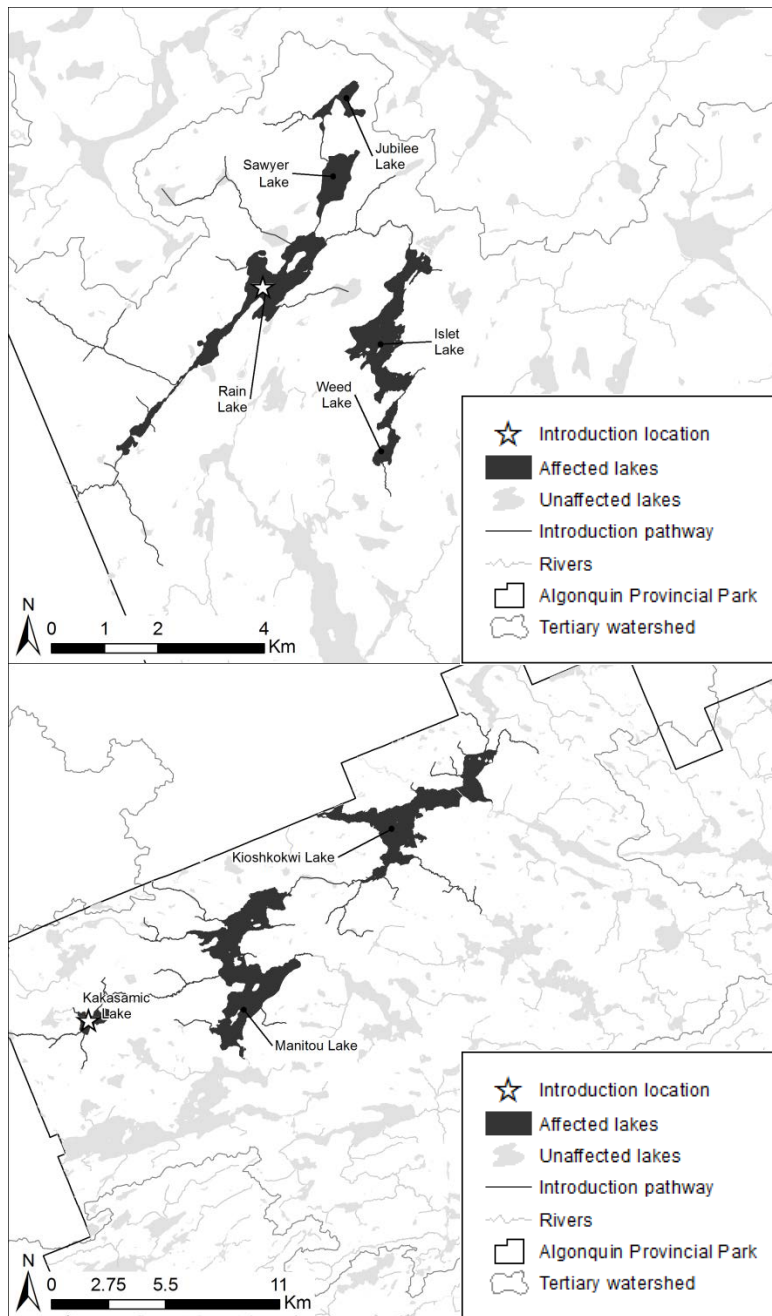 Jubilee
Lake
Sawyer
Lake
Islet
Lake
Rain
Lake
Weed
Lake
Introduction location
Affected lakes
Unaffected lakes
Introduction pathway
Rivers
Algonquin Provincial Park
Tertiary watershed
N
0 1 2 4
Km
Kioshkokwi Lake
Kakasamic
Lake
Manitou Lake
Introduction location
Affected lakes
Unaffected lakes
Introduction pathway
Rivers
Algonquin Provincial Park
Tertiary watershed
N
0 2.75 5.5 11
Km